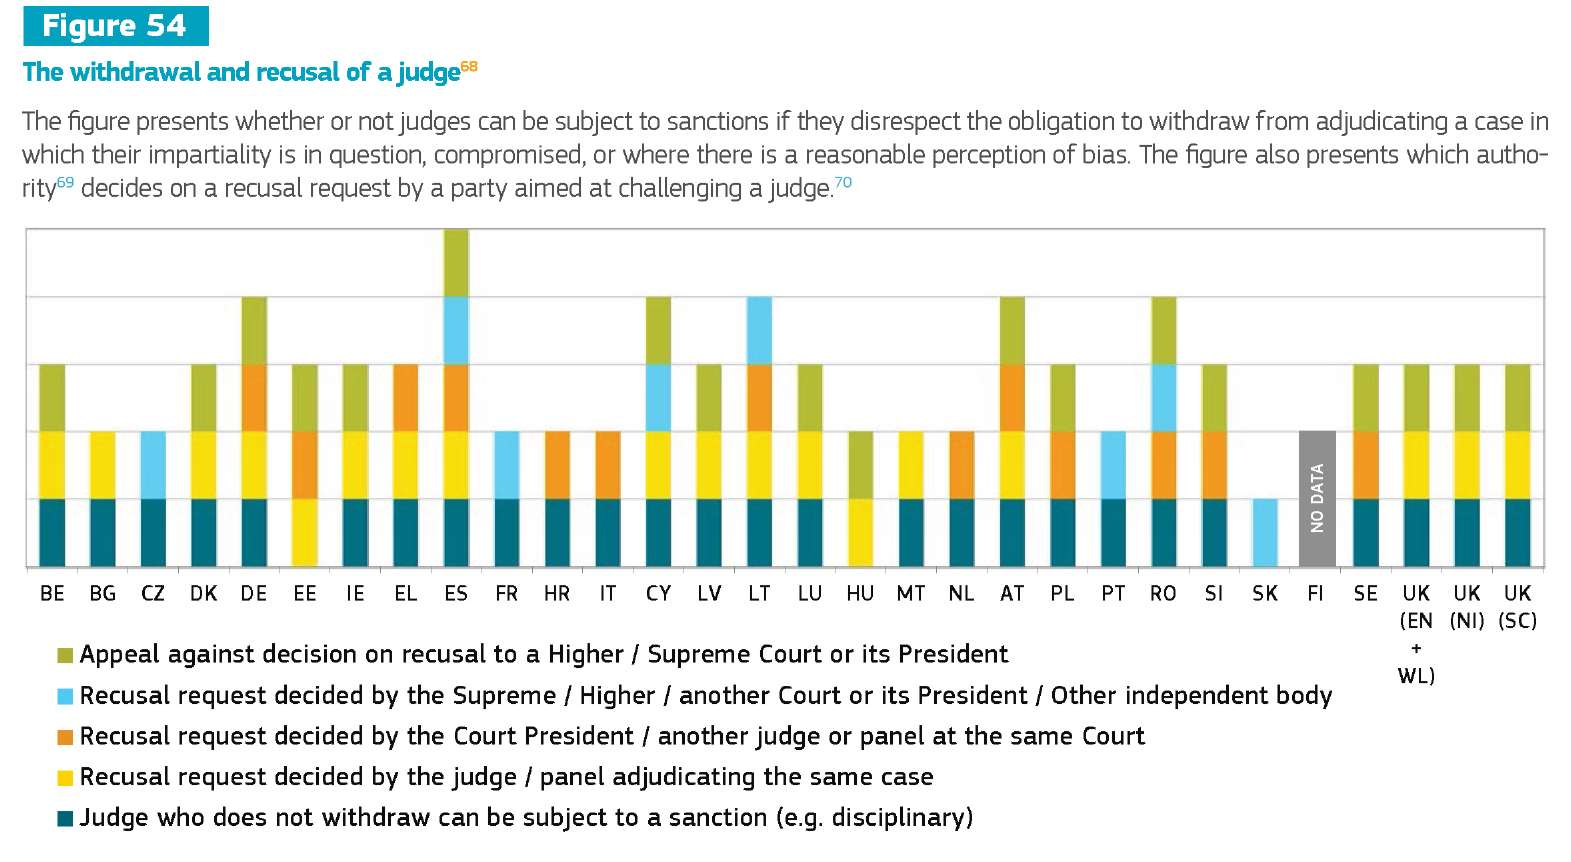 Figure 54
The withdrawal and recusal of a judge68
The figure presents whether or not judges can be subject to sanctions if they disrespect the obligation to withdraw from adjudicating a case in
which their impartiality is in question, compromised, or where there is a reasonable perception of bias. The figure also presents which autho-
rity69 decides on a recusal request by a party aimed at challenging a judge.70
NO DATA
BE BG CZ DK DE EE IE EL ES FR HR IT CY LV LT LU HU MT NL AT PL PT RO SI SK FI SE UK UK UK
(EN (NI) (SC)
+
WL)
Appeal against decision on recusal to a Higher / Supreme Court or its President
Recusal request decided by the Supreme / Higher / another Court or its President / Other independent body
Recusal request decided by the Court President / another judge or panel at the same Court
Recusal request decided by the judge / panel adjudicating the same case
Judge who does not withdraw can be subject to a sanction (e.g. disciplinary)